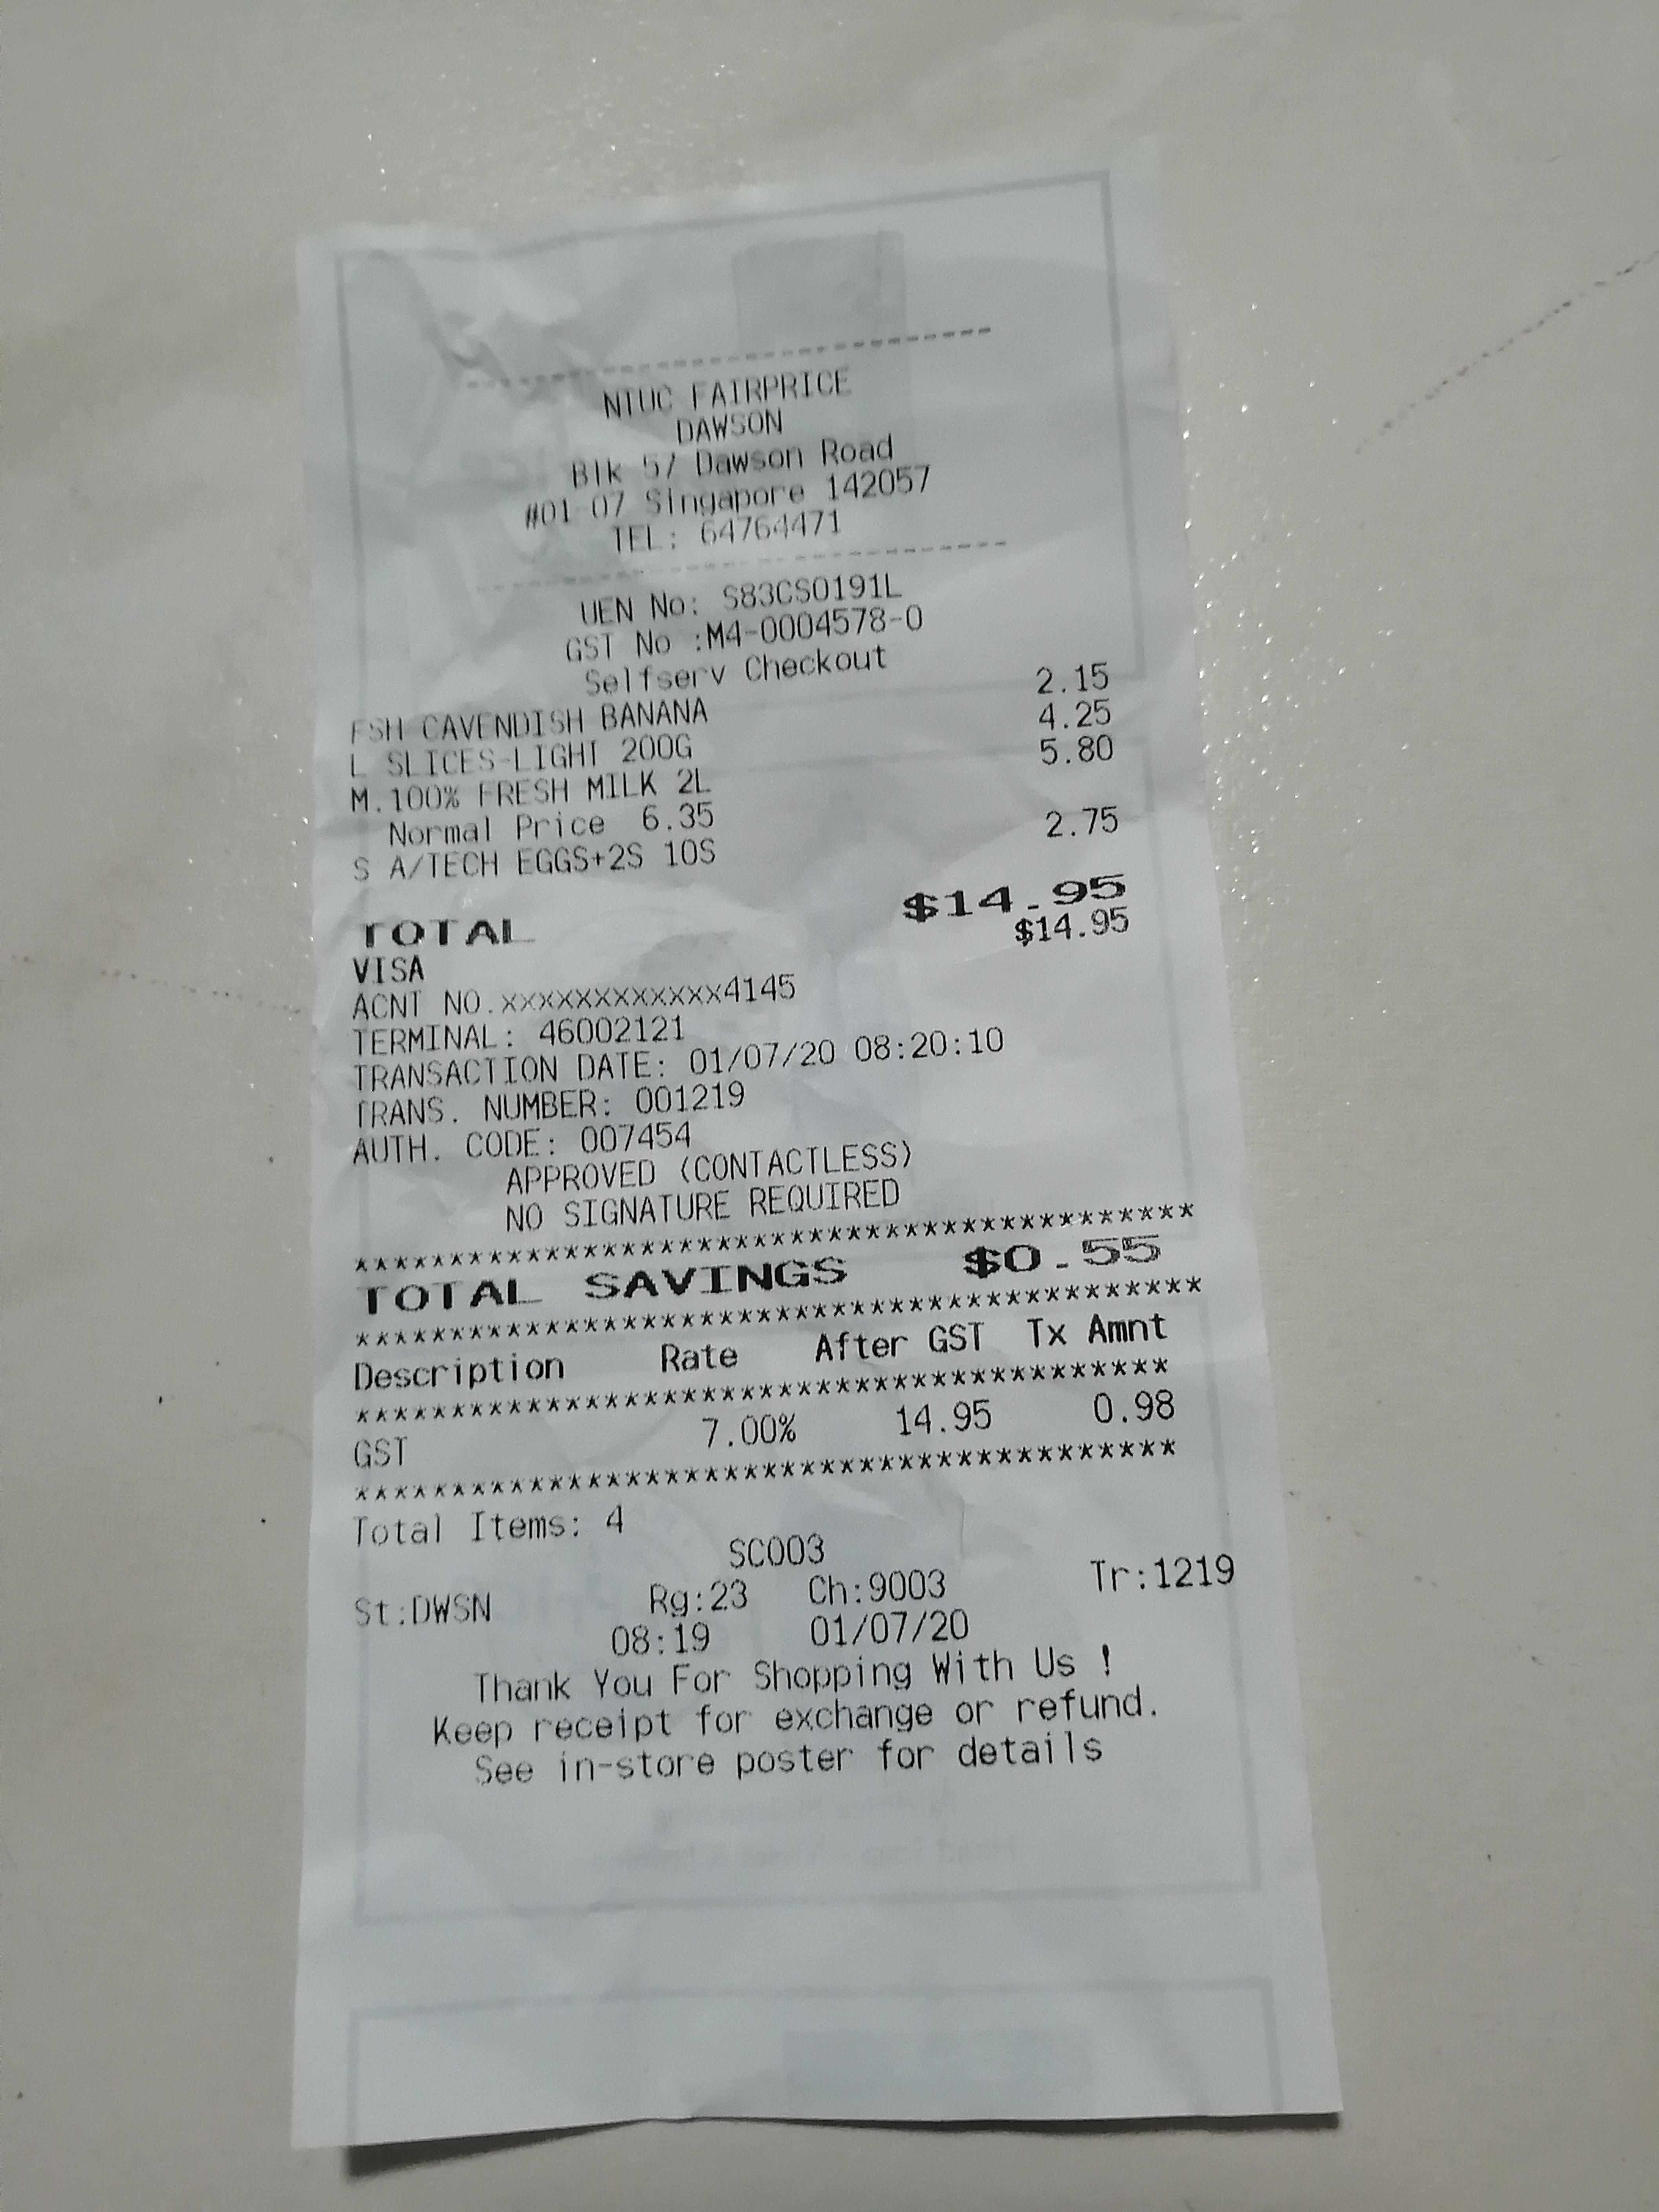 NTUC FAIRPRICE
DAWSON
Blk 57 Dawson Road
#01-07 Singapore 142057
TEL: 64764471
UEN No: S83CS0191L
GST No :M4-0004578-0
Selfserv Checkout
FSH CAVENDISH BANANA 2.15
L SLICES-LIGHT 200G 4.25
M.100% FRESH MILK 2L 5.80
Normal Price 6.35
S A/TECH EGGS+2S 10S 2.75
TOTAL $14.95
VISA $14.95
ACNT NO.xxxxxxxxxxxx4145
TERMINAL: 46002121
TRANSACTION DATE: 01/07/20 08:20:10
TRANS. NUMBER: 001219
AUTH. CODE: 007454
APPROVED (CONTACTLESS)
NO SIGNATURE REQUIRED
*******************************************
TOTAL SAVINGS $0.55
*******************************************
Description Rate After GST Tx Amnt
******************************************
GST 7.00% 14.95 0.98
******************************************
Total Items: 4
SC003
St:DWSN Rg:23 Ch:9003 Tr:1219
08:19 01/07/20
Thank You For Shopping With Us !
Keep receipt for exchange or refund.
See in-store poster for details